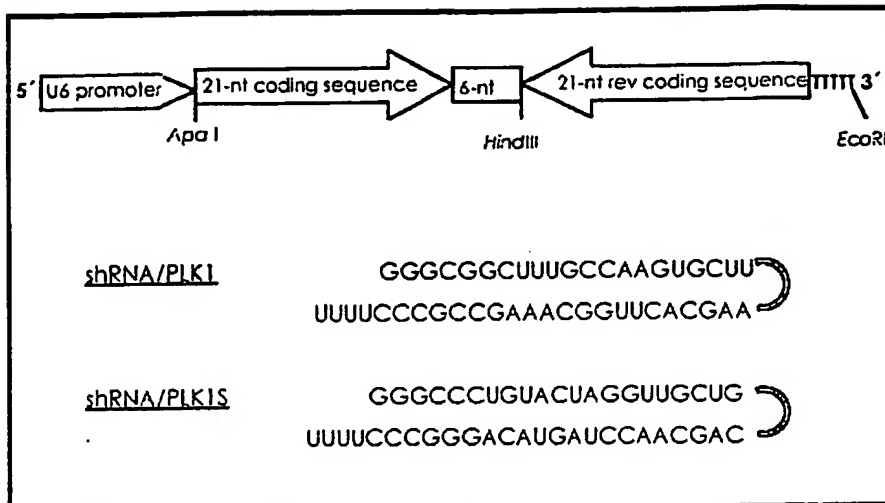 5´ U6 promoter 21-nt coding sequence 6-nt 21-nt rev coding sequence TTTTT 3´
Apa I HindIII EcoRI
shRNA/PLK1 GGGCGGCUUUGCCAAGUGCUU
UUUUCCCGCCGAAACGGUUCACGAA
shRNA/PLK1S GGGCCCUGUACUAGGUUGCUG
UUUUCCCGGGACAUGAUCCAACGAC